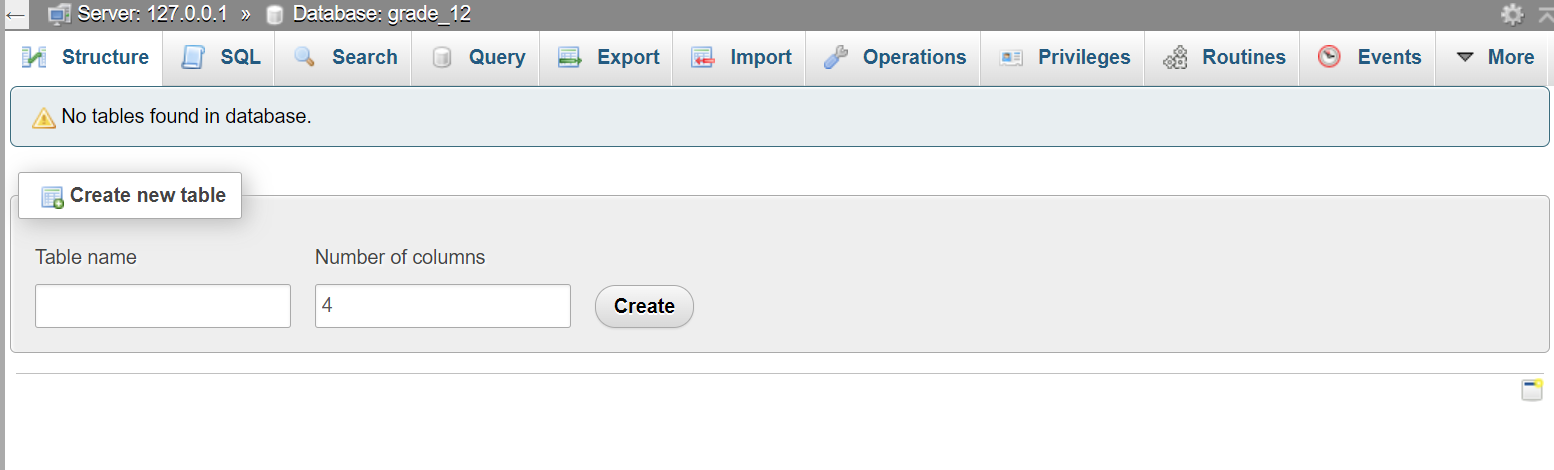 Server: 127.0.0.1 » Database: grade_12
Structure SQL Search Query Export Import Operations Privileges Routines Events More
No tables found in database.
Create new table
Table name Number of columns
4 Create